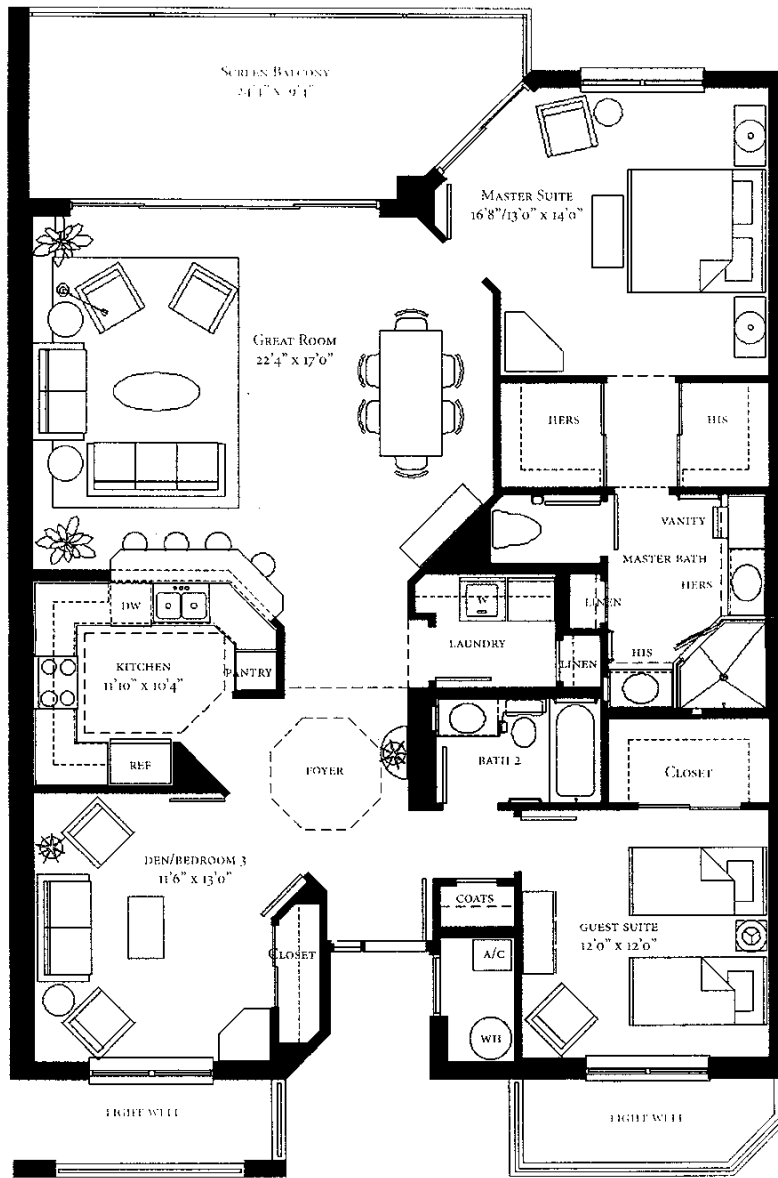 SCREEN BALCONY
24'4" x 9'4"
MASTER SUITE
16'8"/13'0" x 14'0"
GREAT ROOM
22'4" x 17'0"
HERS
HIS
VANITY
MASTER BATH
HERS
LINEN
DW
W
LAUNDRY
LINEN
HIS
KITCHEN
11'10" x 10'4"
PANTRY
REF
FOYER
BATH 2
CLOSET
DEN/BEDROOM 3
11'6" x 13'0"
COATS
GUEST SUITE
12'0" x 12'0"
CLOSET
A/C
WH
LIGHT WELL
LIGHT WELL